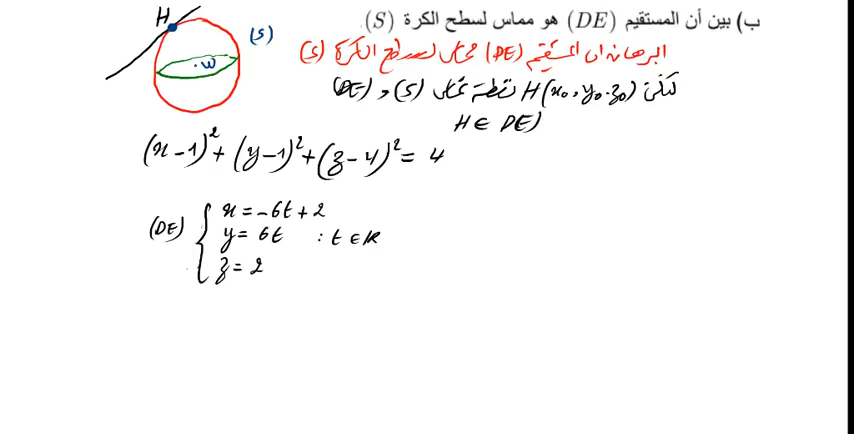 ب) بين أن المستقيم (DE) هو مماس لسطح الكرة (S).
H
(S)
البرهان ان المستقيم (DE) مماس لسطح الكرة (S)
ω
لتكن H(x₀, y₀, z₀) نقطة تماس (S) و (DE)
H ∈ DE)
(x - 1)² + (y - 1)² + (z - 4)² = 4
(DE) { x = -6t + 2
y = 6t : t ∈ ℝ
z = 2